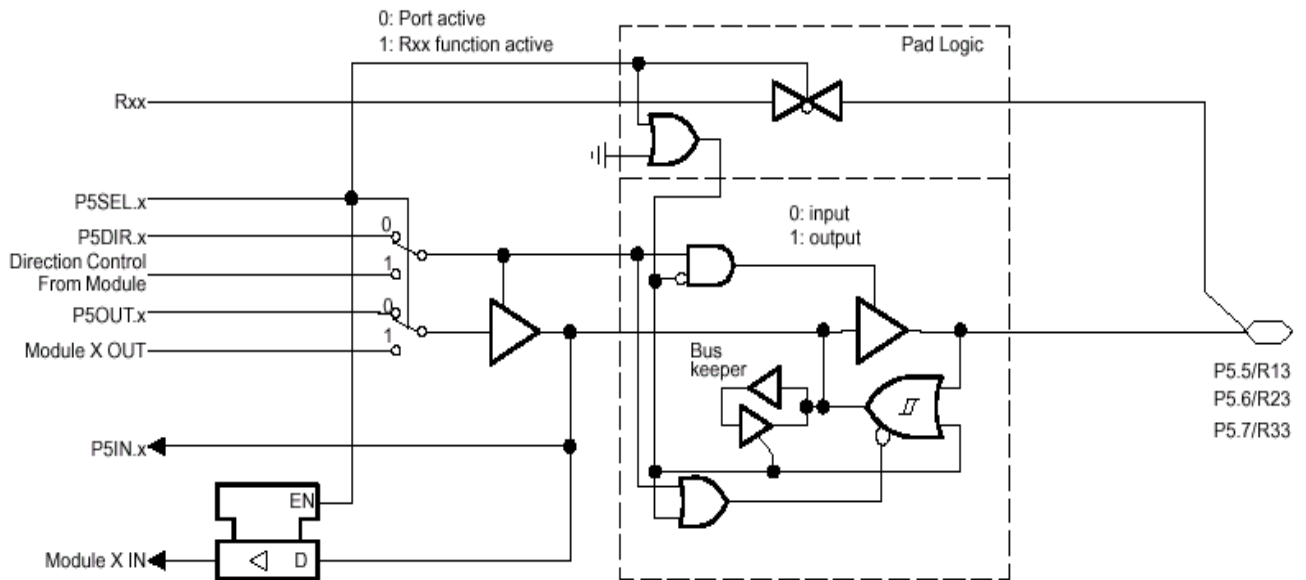 0: Port active
1: Rxx function active
Pad Logic
Rxx
P5SEL.x
0
P5DIR.x
0: input
1: output
Direction Control
From Module
1
P5OUT.x
0
Module X OUT
1
Bus
keeper
P5.5/R13
P5.6/R23
P5.7/R33
P5IN.x
EN
Module X IN
D